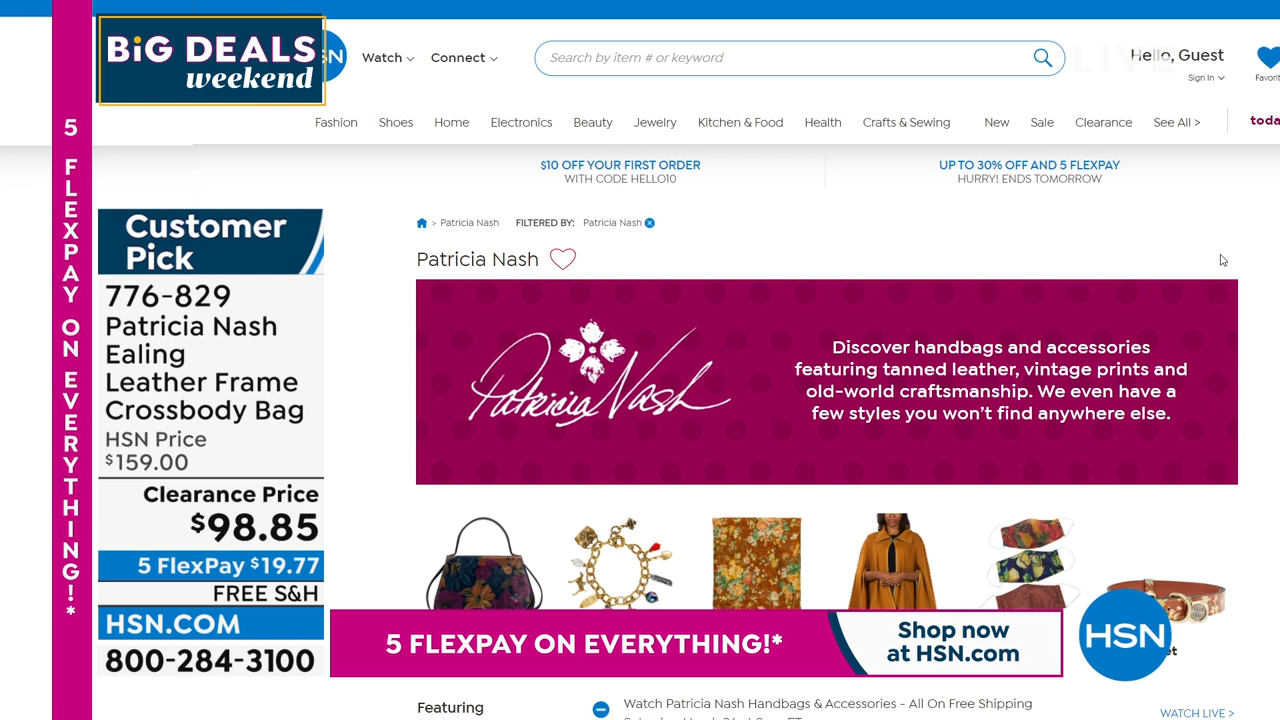 BiG DEALS
weekend
5 FLEXPAY ON EVERYTHING!*
Watch
Connect
Search by item # or keyword
LIVE
Hello, Guest
Sign In
Favorit
Fashion
Shoes
Home
Electronics
Beauty
Jewelry
Kitchen & Food
Health
Crafts & Sewing
New
Sale
Clearance
See All >
toda
$10 OFF YOUR FIRST ORDER
WITH CODE HELLO10
UP TO 30% OFF AND 5 FLEXPAY
HURRY! ENDS TOMORROW
> Patricia Nash FILTERED BY: Patricia Nash
Patricia Nash
Customer
Pick
776-829
Patricia Nash
Ealing
Leather Frame
Crossbody Bag
HSN Price
$159.00
Clearance Price
$98.85
5 FlexPay $19.77
FREE S&H
HSN.COM
800-284-3100
Patricia Nash
Discover handbags and accessories
featuring tanned leather, vintage prints and
old-world craftsmanship. We even have a
few styles you won't find anywhere else.
5 FLEXPAY ON EVERYTHING!*
Shop now
at HSN.com
HSN
Featuring
Watch Patricia Nash Handbags & Accessories - All On Free Shipping
WATCH LIVE >